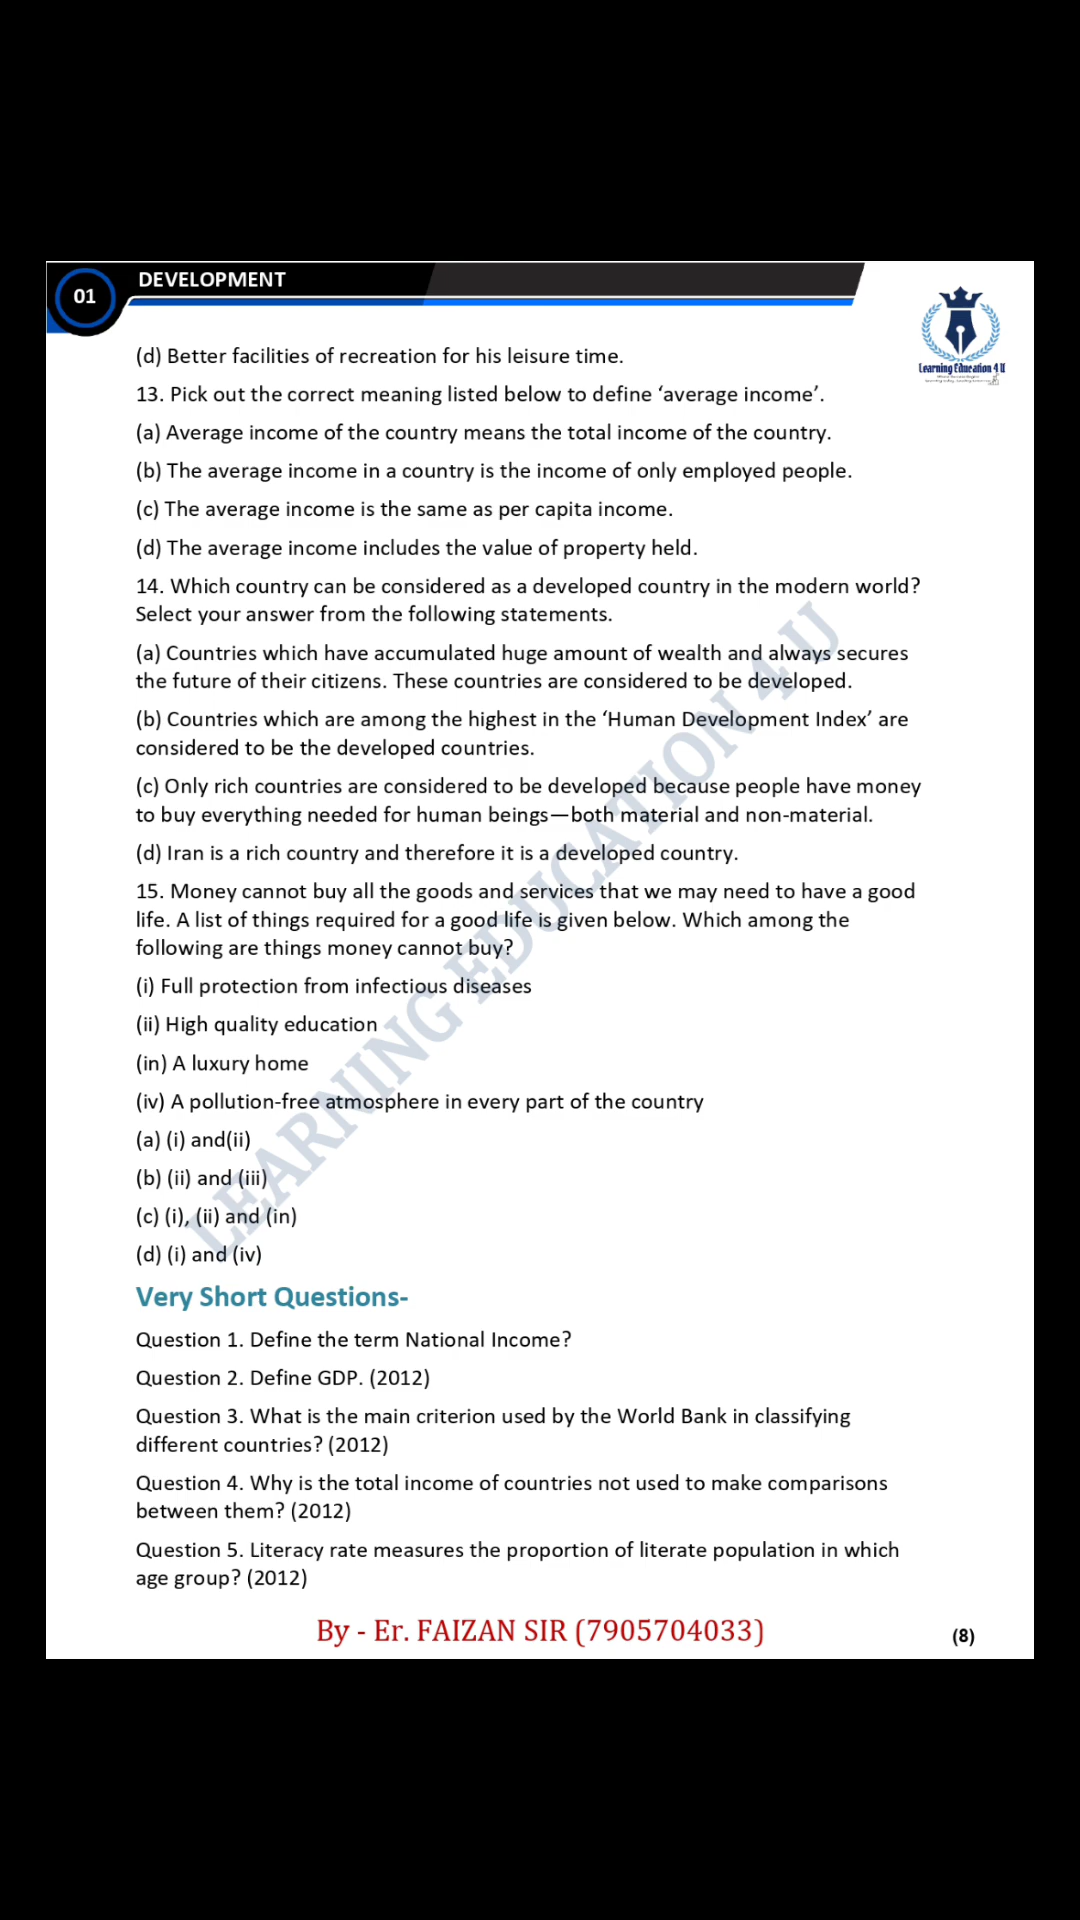 01
DEVELOPMENT
Learning Education 4 U
(d) Better facilities of recreation for his leisure time.
13. Pick out the correct meaning listed below to define ‘average income’.
(a) Average income of the country means the total income of the country.
(b) The average income in a country is the income of only employed people.
(c) The average income is the same as per capita income.
(d) The average income includes the value of property held.
14. Which country can be considered as a developed country in the modern world?
Select your answer from the following statements.
(a) Countries which have accumulated huge amount of wealth and always secures
the future of their citizens. These countries are considered to be developed.
(b) Countries which are among the highest in the ‘Human Development Index’ are
considered to be the developed countries.
(c) Only rich countries are considered to be developed because people have money
to buy everything needed for human beings—both material and non-material.
(d) Iran is a rich country and therefore it is a developed country.
15. Money cannot buy all the goods and services that we may need to have a good
life. A list of things required for a good life is given below. Which among the
following are things money cannot buy?
(i) Full protection from infectious diseases
(ii) High quality education
(in) A luxury home
(iv) A pollution-free atmosphere in every part of the country
(a) (i) and(ii)
(b) (ii) and (iii)
(c) (i), (ii) and (in)
(d) (i) and (iv)
LEARNING EDUCATION 4 U
Very Short Questions-
Question 1. Define the term National Income?
Question 2. Define GDP. (2012)
Question 3. What is the main criterion used by the World Bank in classifying
different countries? (2012)
Question 4. Why is the total income of countries not used to make comparisons
between them? (2012)
Question 5. Literacy rate measures the proportion of literate population in which
age group? (2012)
By - Er. FAIZAN SIR (7905704033)
(8)